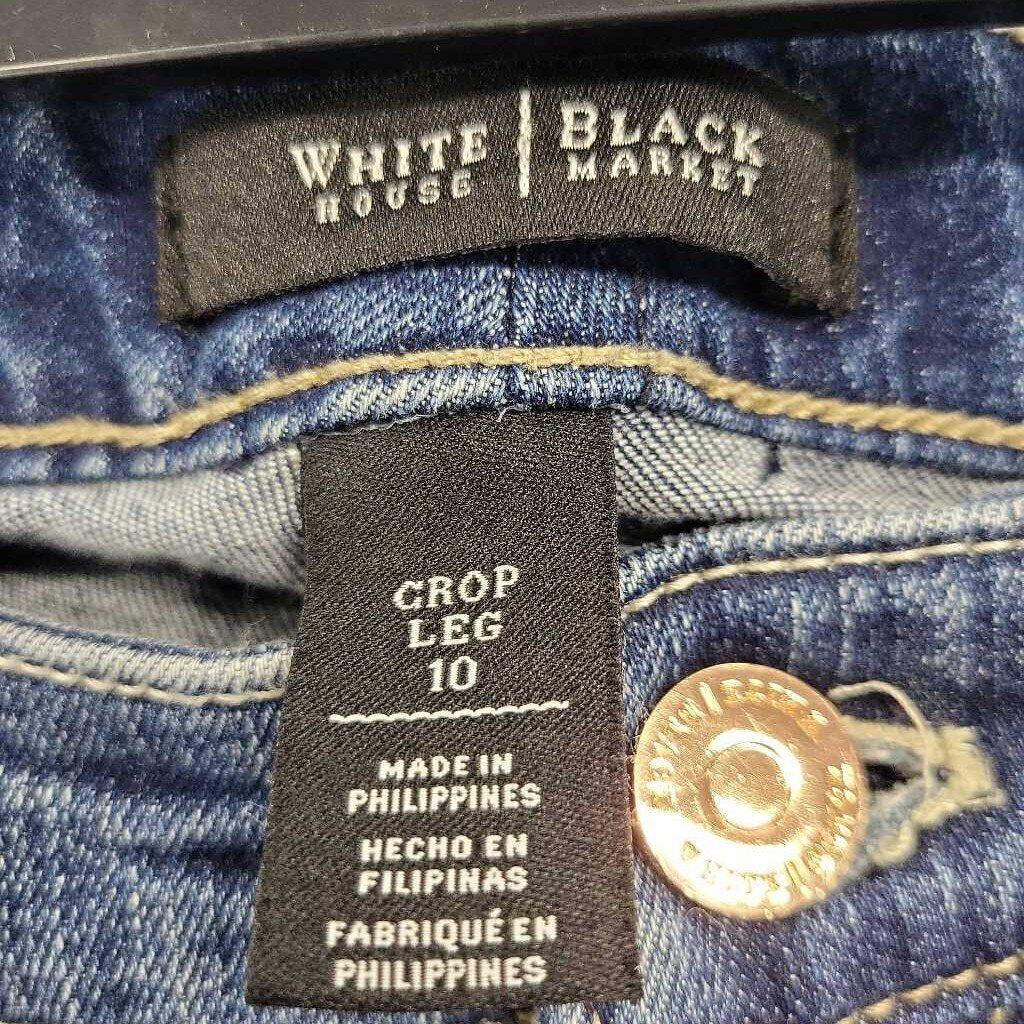 WHITE | BLACK
HOUSE MARKET
CROP
LEG
10
MADE IN
PHILIPPINES
HECHO EN
FILIPINAS
FABRIQUÉ EN
PHILIPPINES